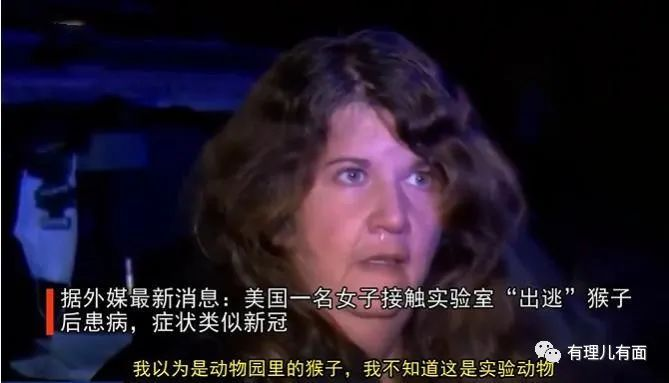 据外媒最新消息：美国一名女子接触实验室“出逃”猴子
后患病，症状类似新冠
我以为是动物园里的猴子，我不知道这是实验动物
有理儿有面